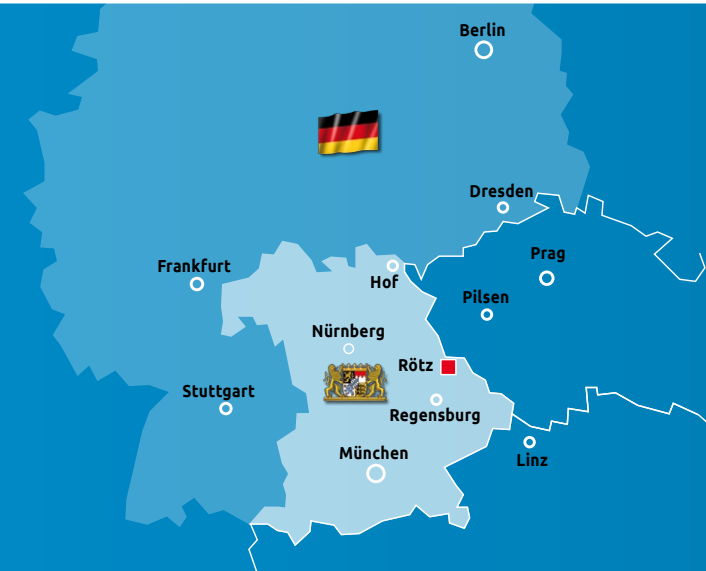 Berlin
Dresden
Prag
Frankfurt
Hof
Pilsen
Nürnberg
Rötz
Stuttgart
Regensburg
München
Linz